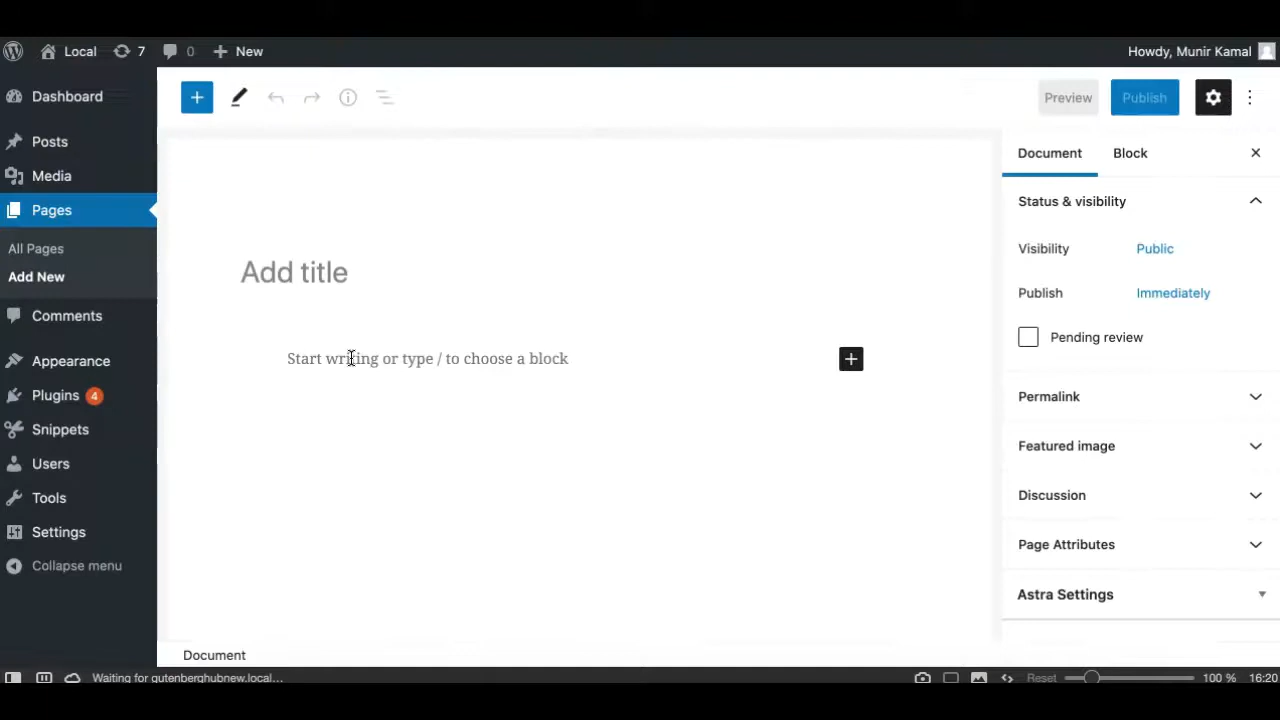 Local 7 0 New Howdy, Munir Kamal
Dashboard
Posts
Media
Pages
All Pages
Add New
Comments
Appearance
Plugins 4
Snippets
Users
Tools
Settings
Collapse menu
Preview Publish
Add title
Start writing or type / to choose a block
Document Block
Status & visibility
Visibility Public
Publish Immediately
Pending review
Permalink
Featured image
Discussion
Page Attributes
Astra Settings
Document
Waiting for gutenberghubnew.local... Reset 100 % 16:20